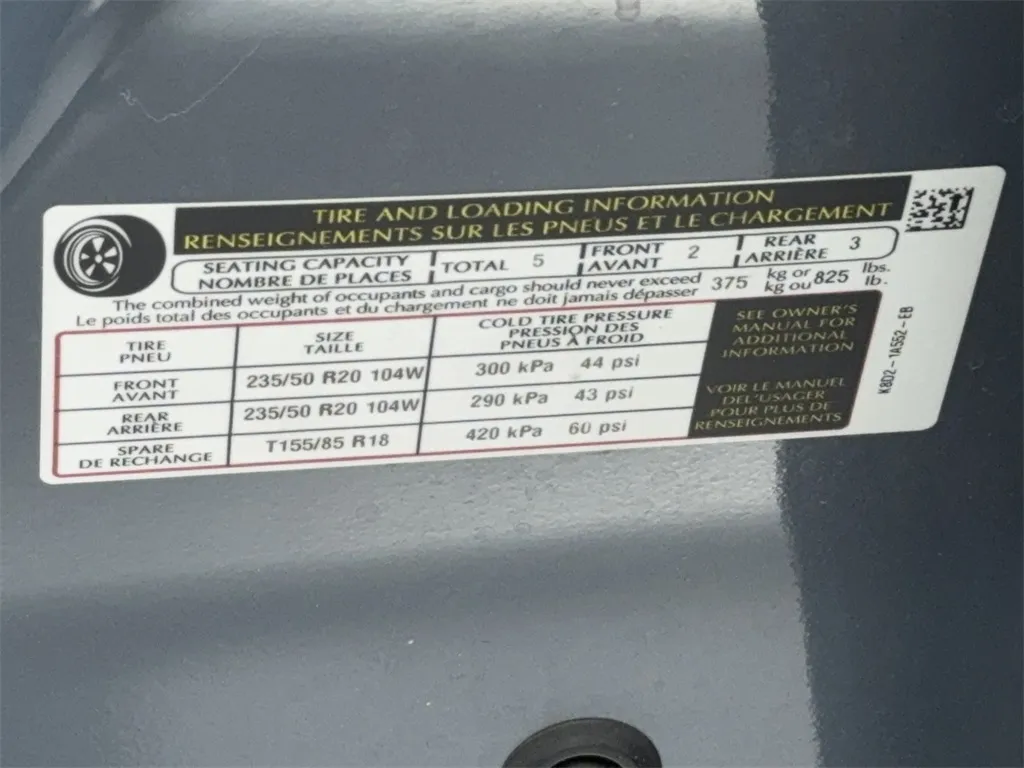 TIRE AND LOADING INFORMATION
RENSEIGNEMENTS SUR LES PNEUS ET LE CHARGEMENT
SEATING CAPACITY
NOMBRE DE PLACES
TOTAL 5
FRONT
AVANT 2
REAR
ARRIÈRE 3
The combined weight of occupants and cargo should never exceed 375 kg or 825 lbs.
Le poids total des occupants et du chargement ne doit jamais dépasser kg ou lb.
TIRE
PNEU
SIZE
TAILLE
COLD TIRE PRESSURE
PRESSION DES
PNEUS À FROID
SEE OWNER'S
MANUAL FOR
ADDITIONAL
INFORMATION
FRONT
AVANT
235/50 R20 104W
300 kPa 44 psi
REAR
ARRIÈRE
235/50 R20 104W
290 kPa 43 psi
VOIR LE MANUEL
DEL'USAGER
POUR PLUS DE
RENSEIGNEMENTS
SPARE
DE RECHANGE
T155/85 R18
420 kPa 60 psi
K8D2-1A552-EB